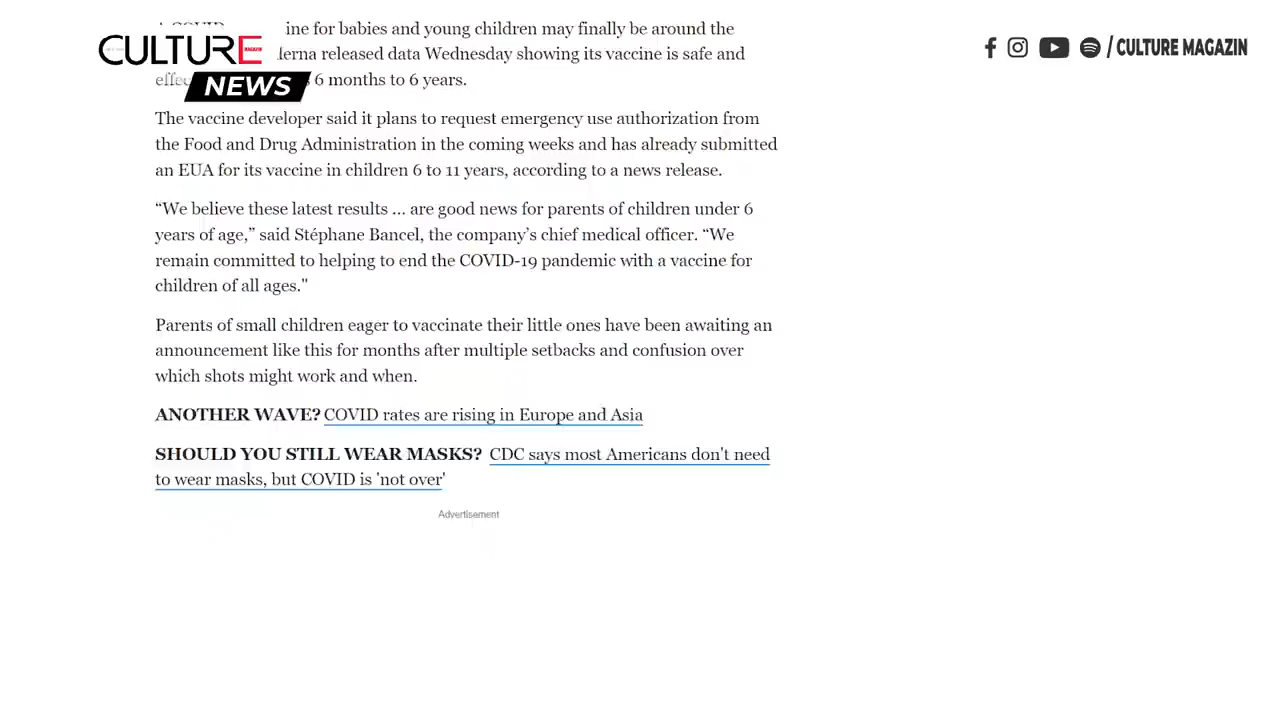 ine for babies and young children may finally be around the
CULTURE
MAGAZIN
NEWS
/ CULTURE MAGAZIN
released data Wednesday showing its vaccine is safe and
6 months to 6 years.
The vaccine developer said it plans to request emergency use authorization from
the Food and Drug Administration in the coming weeks and has already submitted
an EUA for its vaccine in children 6 to 11 years, according to a news release.
“We believe these latest results ... are good news for parents of children under 6
years of age,” said Stéphane Bancel, the company’s chief medical officer. “We
remain committed to helping to end the COVID-19 pandemic with a vaccine for
children of all ages."
Parents of small children eager to vaccinate their little ones have been awaiting an
announcement like this for months after multiple setbacks and confusion over
which shots might work and when.
ANOTHER WAVE? COVID rates are rising in Europe and Asia
SHOULD YOU STILL WEAR MASKS? CDC says most Americans don't need
to wear masks, but COVID is 'not over'
Advertisement